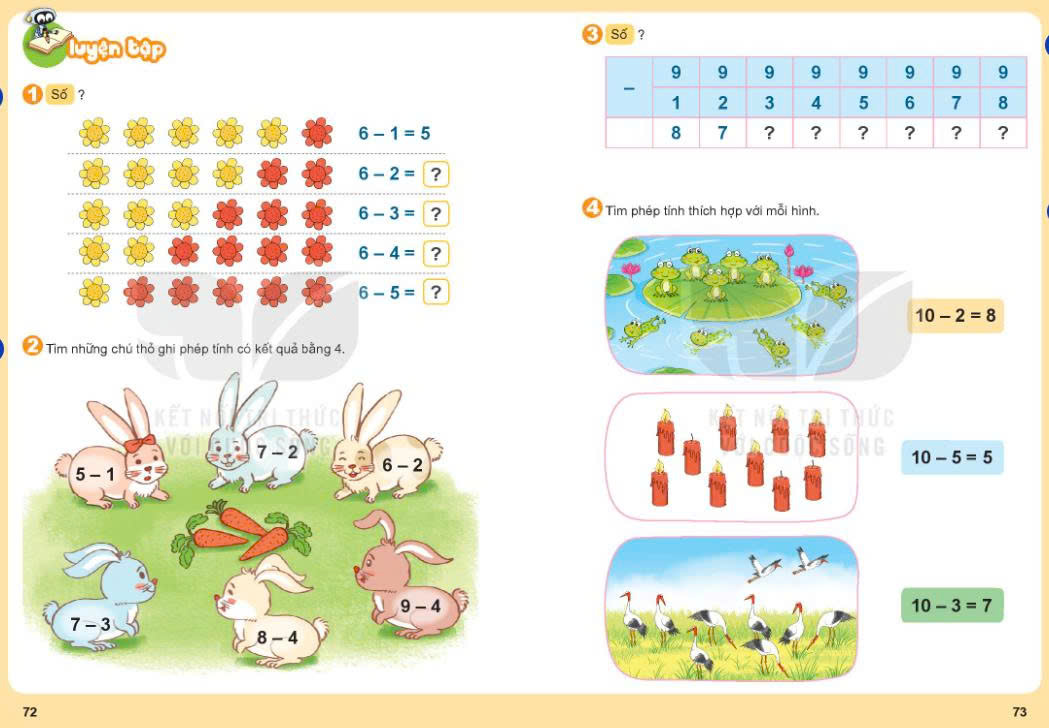 luyện tập
1 Số ?
6 – 1 = 5
6 – 2 = ?
6 – 3 = ?
6 – 4 = ?
6 – 5 = ?
2 Tìm những chú thỏ ghi phép tính có kết quả bằng 4.
5 – 1
7 – 2
6 – 2
7 – 3
8 – 4
9 – 4
KẾT NỐI TRI THỨC
VỚI CUỘC SỐNG
72
3 Số ?
– 9 9 9 9 9 9 9 9
1 2 3 4 5 6 7 8
8 7 ? ? ? ? ? ?
4 Tìm phép tính thích hợp với mỗi hình.
10 – 2 = 8
10 – 5 = 5
10 – 3 = 7
KẾT NỐI TRI THỨC
VỚI CUỘC SỐNG
73